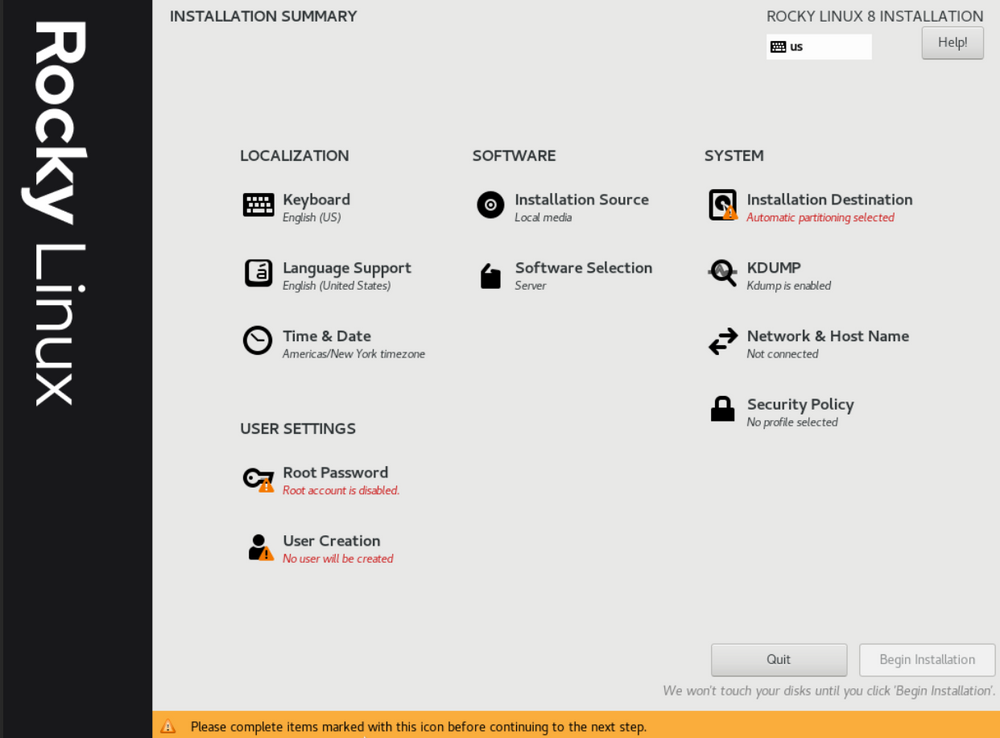 Rocky Linux
INSTALLATION SUMMARY
ROCKY LINUX 8 INSTALLATION
us
Help!
LOCALIZATION
Keyboard
English (US)
Language Support
English (United States)
Time & Date
Americas/New York timezone
SOFTWARE
Installation Source
Local media
Software Selection
Server
SYSTEM
Installation Destination
Automatic partitioning selected
KDUMP
Kdump is enabled
Network & Host Name
Not connected
Security Policy
No profile selected
USER SETTINGS
Root Password
Root account is disabled.
User Creation
No user will be created
Quit
Begin Installation
We won't touch your disks until you click 'Begin Installation'.
Please complete items marked with this icon before continuing to the next step.